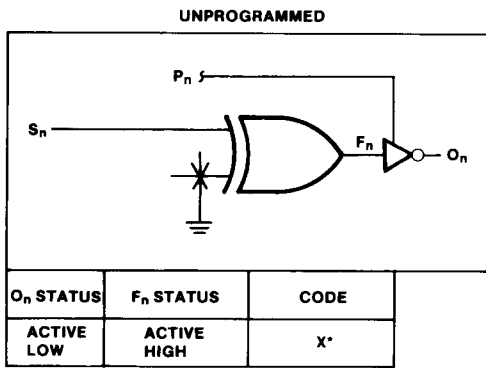 UNPROGRAMMED
Pn
Sn
Fn
On
On STATUS
Fn STATUS
CODE
ACTIVE
LOW
ACTIVE
HIGH
X*